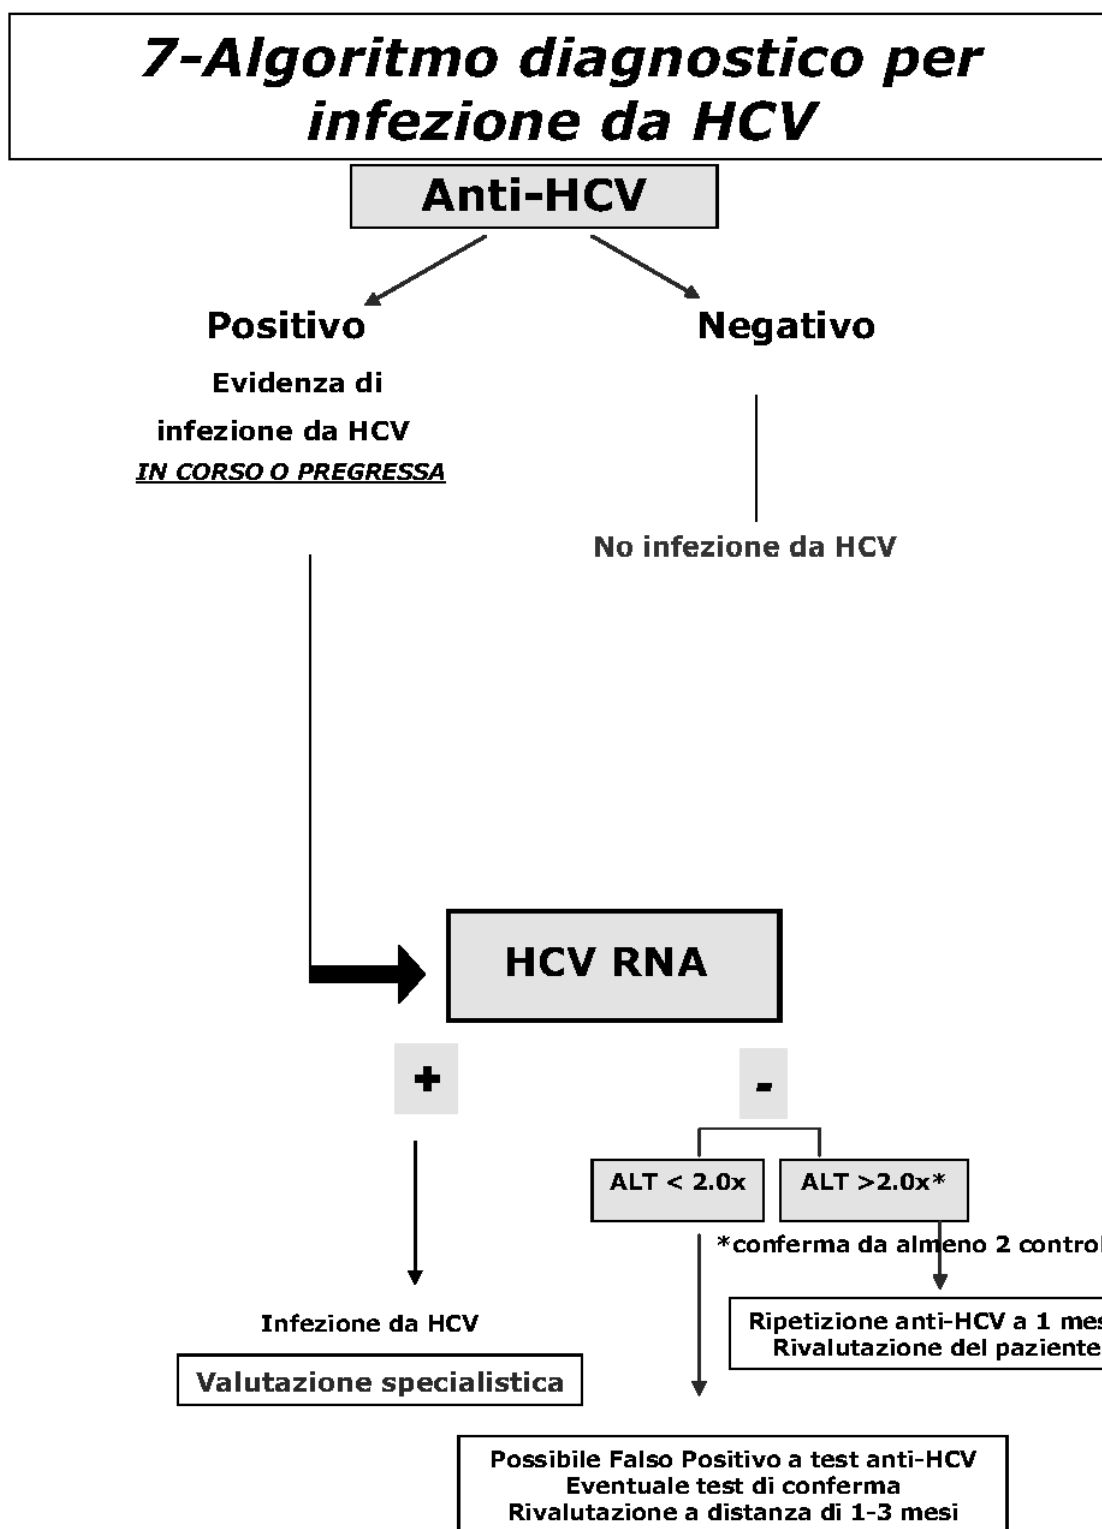 7-Algoritmo diagnostico per
infezione da HCV
Anti-HCV
Positivo
Negativo
Evidenza di
infezione da HCV
IN CORSO O PREGRESSA
No infezione da HCV
HCV RNA
+
-
ALT < 2.0x
ALT >2.0x*
*conferma da almeno 2
Ripetizione anti-HCV a 1
Rivalutazione del paziente
Infezione da HCV
Valutazione specialistica
Possibile Falso Positivo a test anti-HCV
Eventuale test di conferma
Rivalutazione a distanza di 1-3 mesi